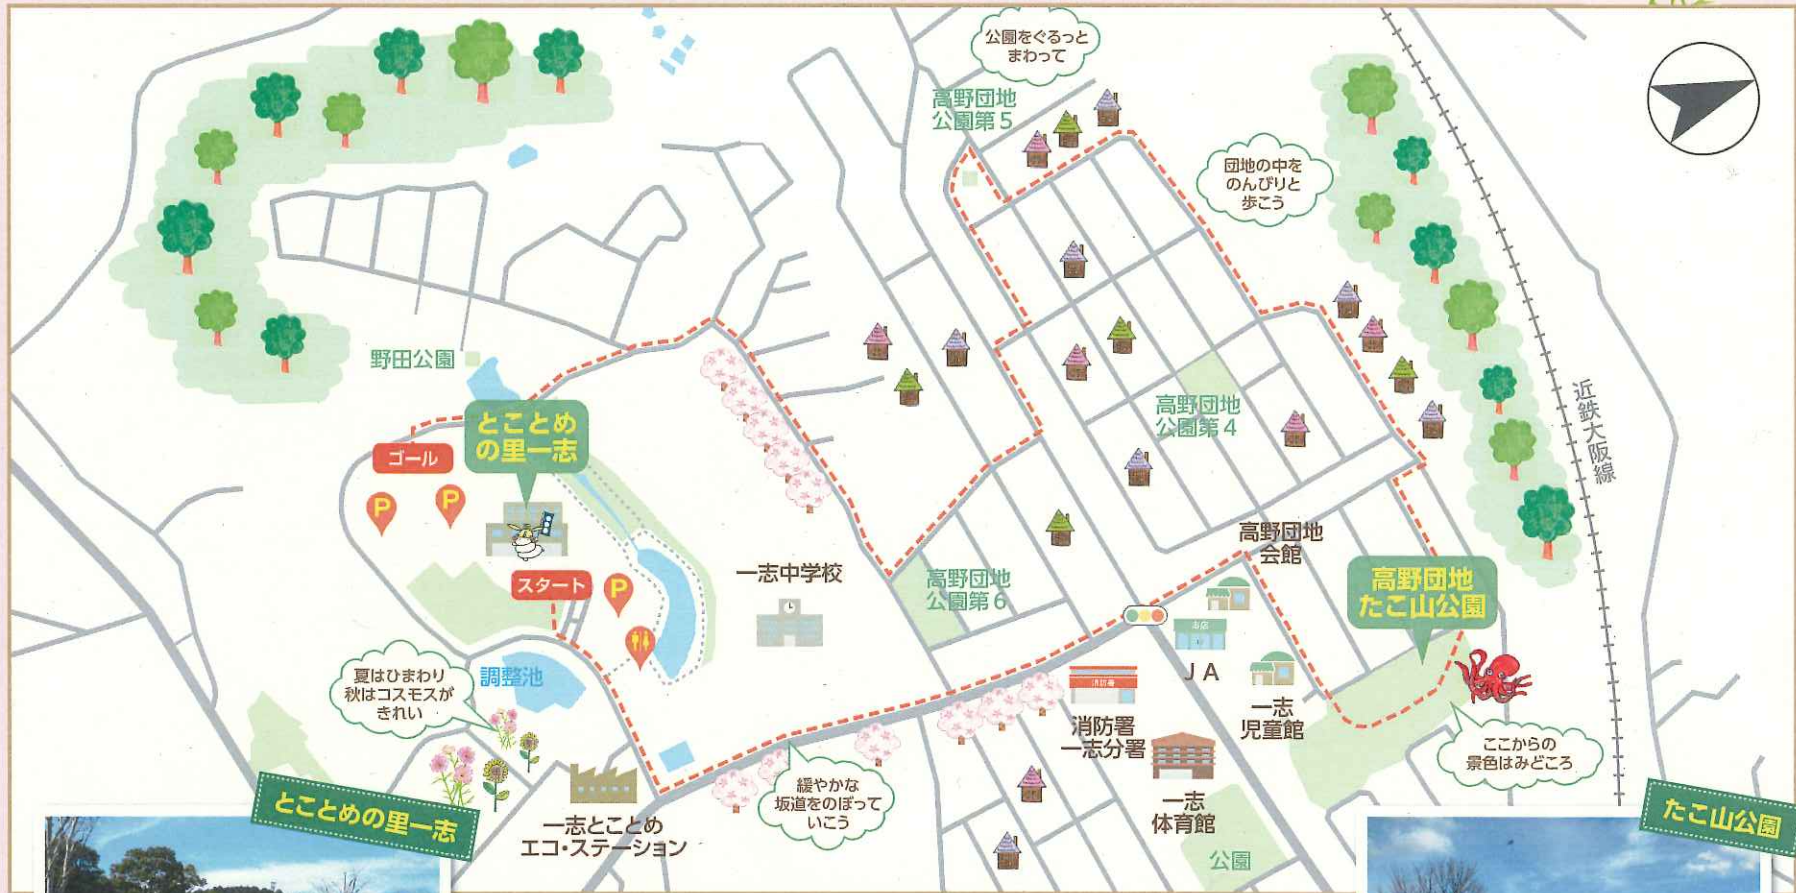 公園をぐるっと
まわって
高野団地
公園第5
団地の中を
のんびりと
歩こう
野田公園
とことめ
の里一志
ゴール
P
P
スタート
P
一志中学校
高野団地
公園第6
高野団地
公園第4
近鉄大阪線
高野団地
会館
高野団地
たこ山公園
夏はひまわり
秋はコスモスが
きれい
調整池
JA
消防署
消防署
一志分署
一志
児童館
ここからの
景色はみどころ
緩やかな
坂道をのぼって
いこう
一志とことめ
エコ・ステーション
一志
体育館
公園
とことめの里一志
たこ山公園